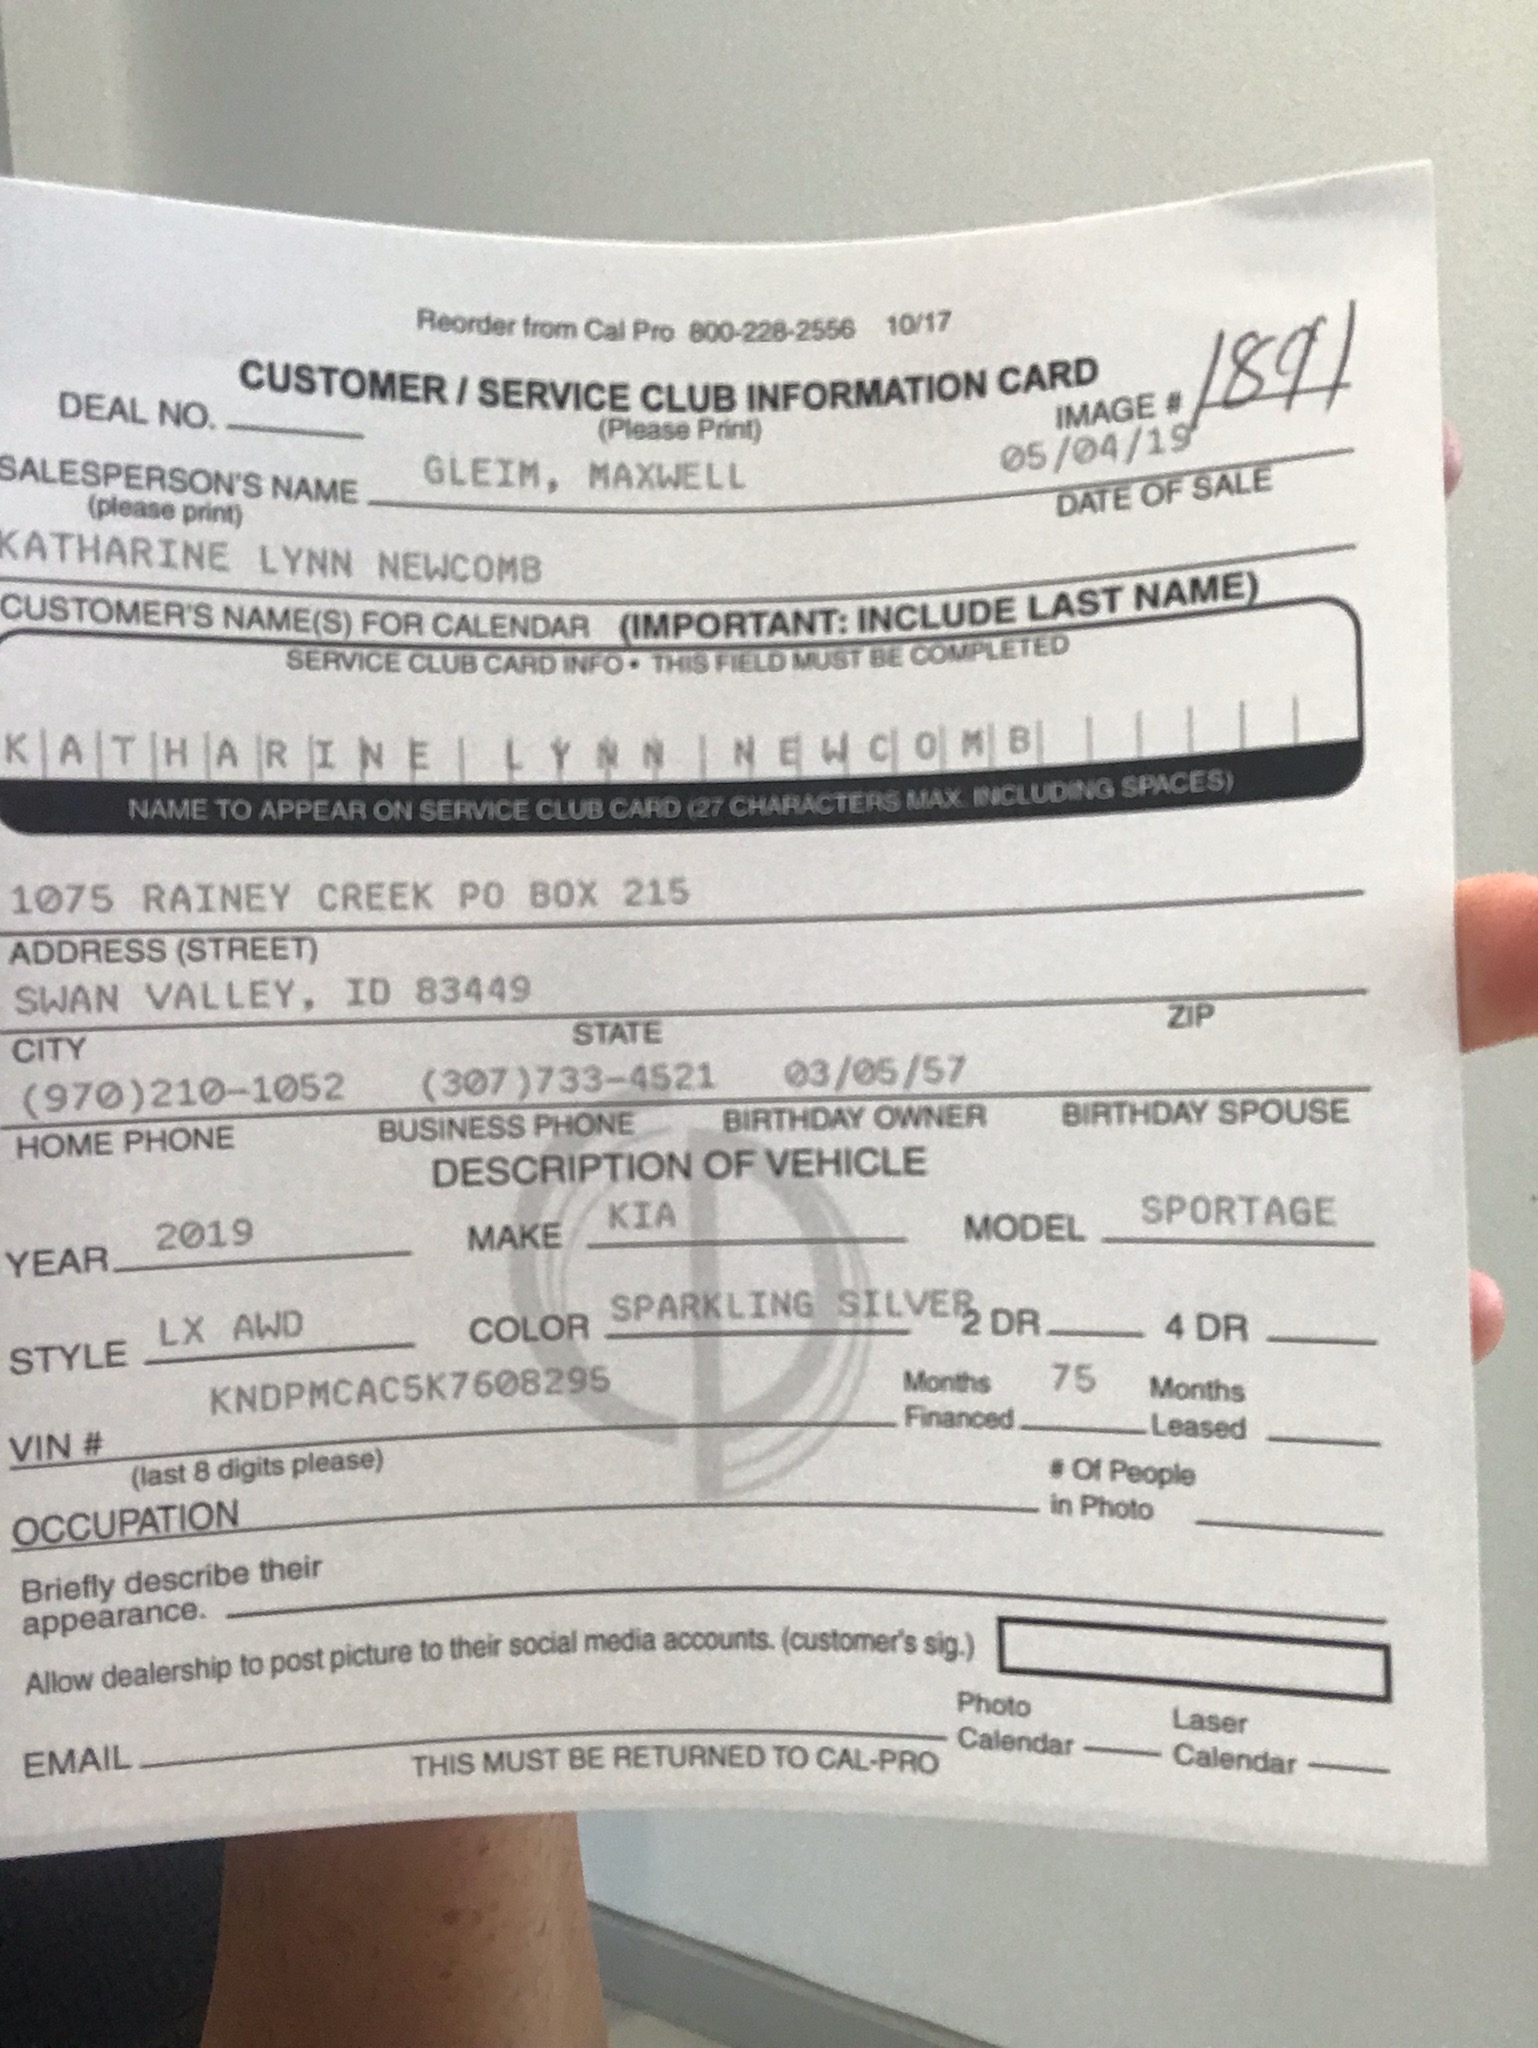 Reorder from Cal Pro 800-228-2556 10/17
CUSTOMER / SERVICE CLUB INFORMATION CARD
(Please Print)
DEAL NO.
IMAGE # 1891
SALESPERSON'S NAME GLEIM, MAXWELL 05/04/19
(please print) DATE OF SALE
KATHARINE LYNN NEWCOMB
CUSTOMER'S NAME(S) FOR CALENDAR (IMPORTANT: INCLUDE LAST NAME)
SERVICE CLUB CARD INFO • THIS FIELD MUST BE COMPLETED
KATHARINE LYNN NEWCOMB
NAME TO APPEAR ON SERVICE CLUB CARD (27 CHARACTERS MAX. INCLUDING SPACES)
1075 RAINEY CREEK PO BOX 215
ADDRESS (STREET)
SWAN VALLEY, ID 83449
CITY STATE ZIP
(970)210-1052 (307)733-4521 03/05/57
HOME PHONE BUSINESS PHONE BIRTHDAY OWNER BIRTHDAY SPOUSE
DESCRIPTION OF VEHICLE
YEAR 2019 MAKE KIA MODEL SPORTAGE
STYLE LX AWD COLOR SPARKLING SILVER 2 DR 4 DR
KNDPMCAC5K7608295 Months 75 Months
VIN # Financed Leased
(last 8 digits please) # Of People
OCCUPATION in Photo
Briefly describe their
appearance.
Allow dealership to post picture to their social media accounts. (customer's sig.)
Photo Laser
EMAIL Calendar Calendar
THIS MUST BE RETURNED TO CAL-PRO